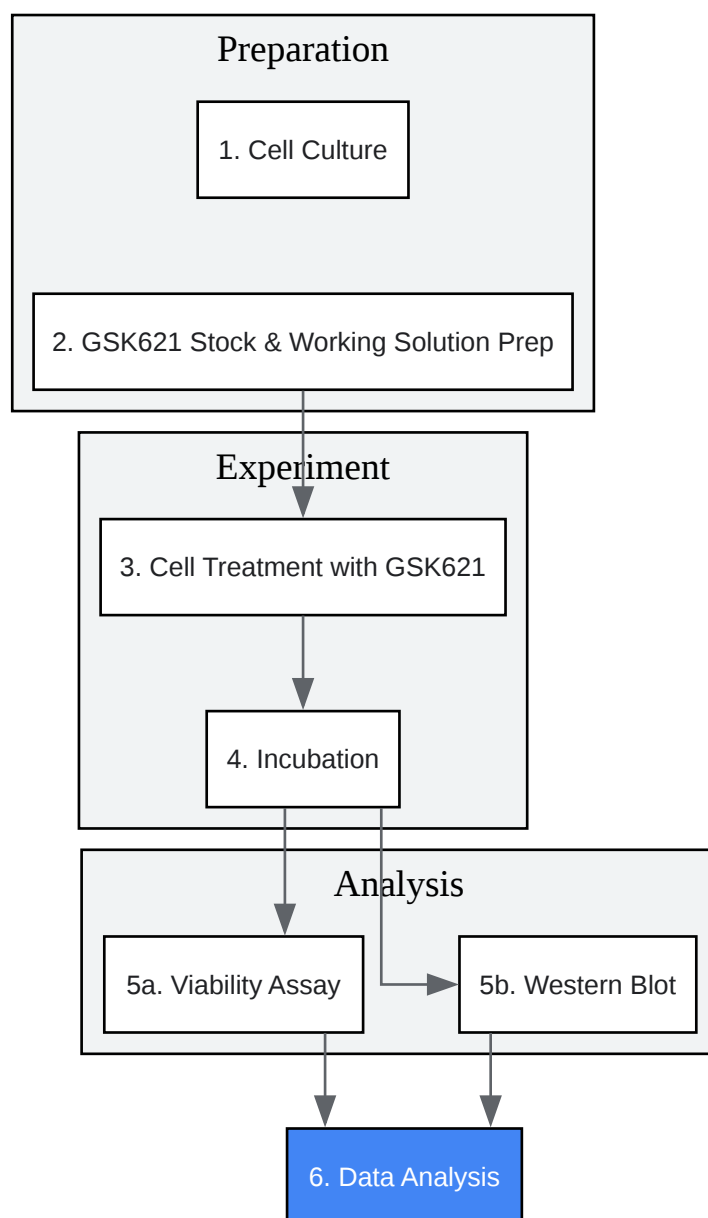 Preparation
1. Cell Culture
2. GSK621 Stock & Working Solution Prep
Experiment
3. Cell Treatment with GSK621
4. Incubation
Analysis
5a. Viability Assay
5b. Western Blot
6. Data Analysis